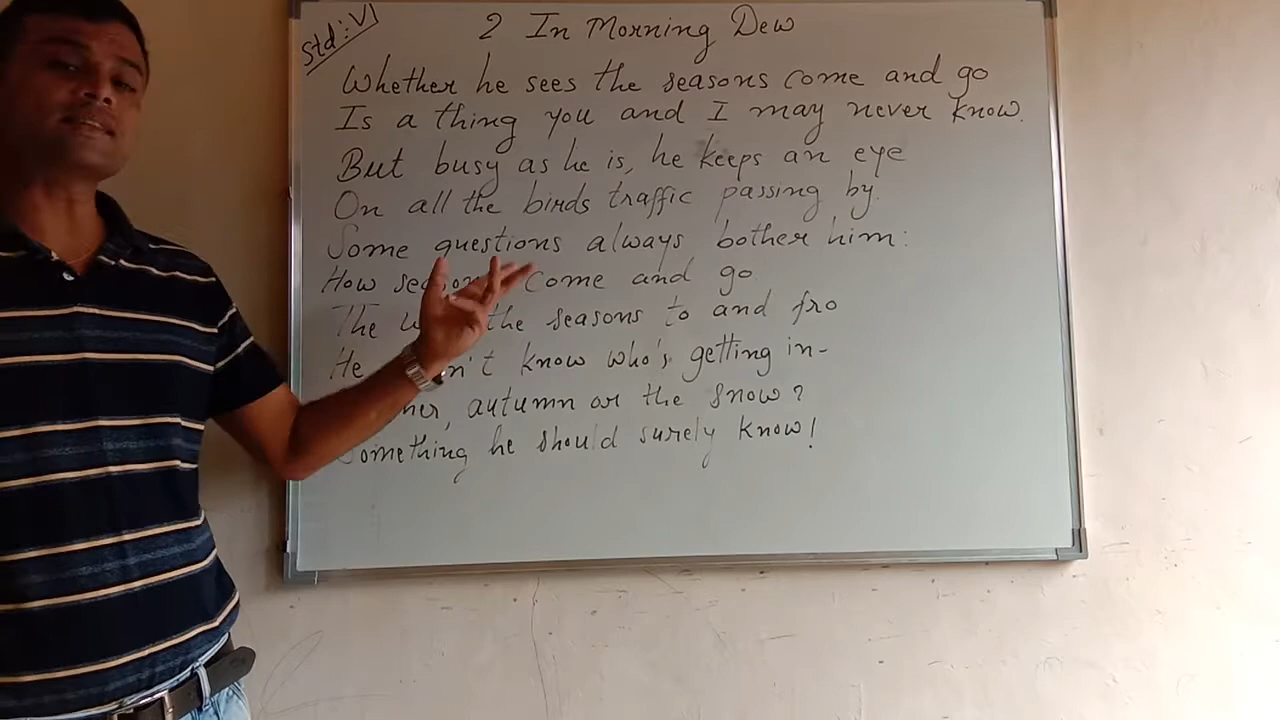 Std: VI
2 In Morning Dew
Whether he sees the seasons come and go
Is a thing you and I may never know.
But busy as he is, he keeps an eye
On all the birds traffic passing by.
Some questions always bother him:
How come and go
The the seasons to and fro
He know who's getting in-
autumn or the snow?
Something he should surely know!